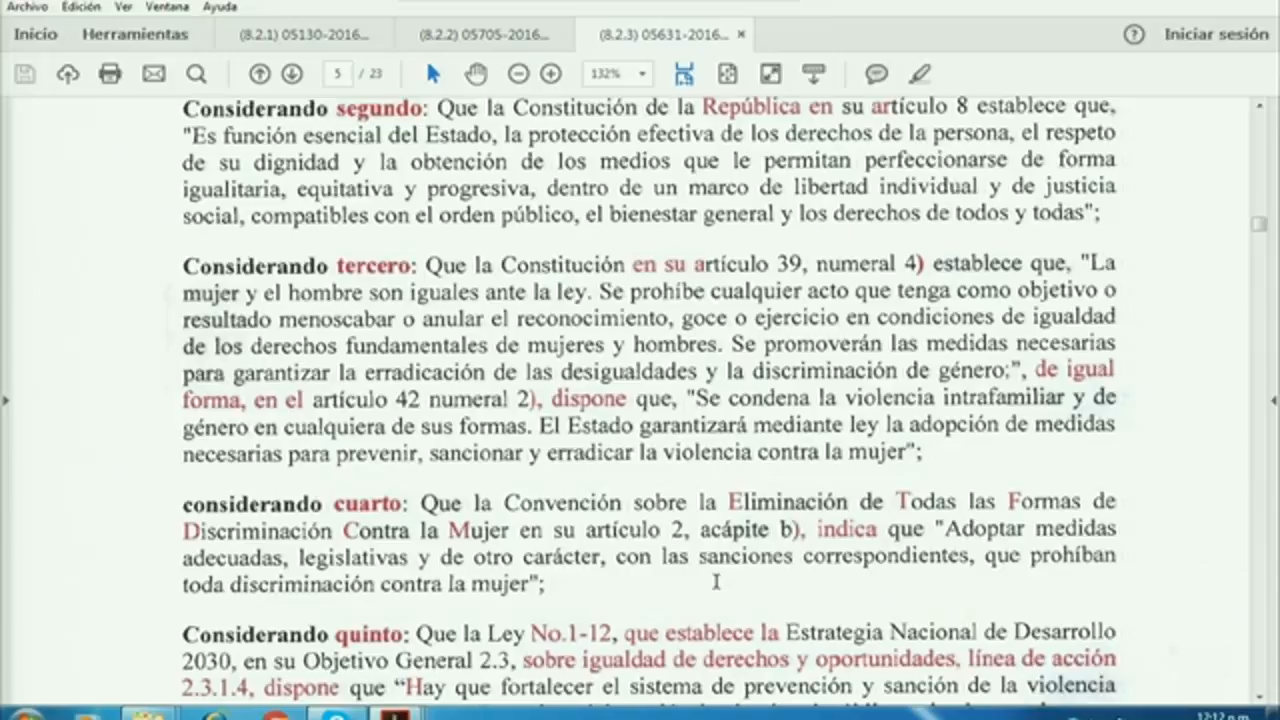 Archivo Edición Ver Ventana Ayuda
Inicio Herramientas (8.2.1) 05130-2016... (8.2.2) 05705-2016... (8.2.3) 05631-2016... × ? Iniciar sesión
5 / 23 132%
Considerando segundo: Que la Constitución de la República en su artículo 8 establece que,
"Es función esencial del Estado, la protección efectiva de los derechos de la persona, el respeto
de su dignidad y la obtención de los medios que le permitan perfeccionarse de forma
igualitaria, equitativa y progresiva, dentro de un marco de libertad individual y de justicia
social, compatibles con el orden público, el bienestar general y los derechos de todos y todas";
Considerando tercero: Que la Constitución en su artículo 39, numeral 4) establece que, "La
mujer y el hombre son iguales ante la ley. Se prohíbe cualquier acto que tenga como objetivo o
resultado menoscabar o anular el reconocimiento, goce o ejercicio en condiciones de igualdad
de los derechos fundamentales de mujeres y hombres. Se promoverán las medidas necesarias
para garantizar la erradicación de las desigualdades y la discriminación de género;", de igual
forma, en el artículo 42 numeral 2), dispone que, "Se condena la violencia intrafamiliar y de
género en cualquiera de sus formas. El Estado garantizará mediante ley la adopción de medidas
necesarias para prevenir, sancionar y erradicar la violencia contra la mujer";
considerando cuarto: Que la Convención sobre la Eliminación de Todas las Formas de
Discriminación Contra la Mujer en su artículo 2, acápite b), indica que "Adoptar medidas
adecuadas, legislativas y de otro carácter, con las sanciones correspondientes, que prohíban
toda discriminación contra la mujer";
Considerando quinto: Que la Ley No.1-12, que establece la Estrategia Nacional de Desarrollo
2030, en su Objetivo General 2.3, sobre igualdad de derechos y oportunidades, línea de acción
2.3.1.4, dispone que “Hay que fortalecer el sistema de prevención y sanción de la violencia
12:12 p.m.